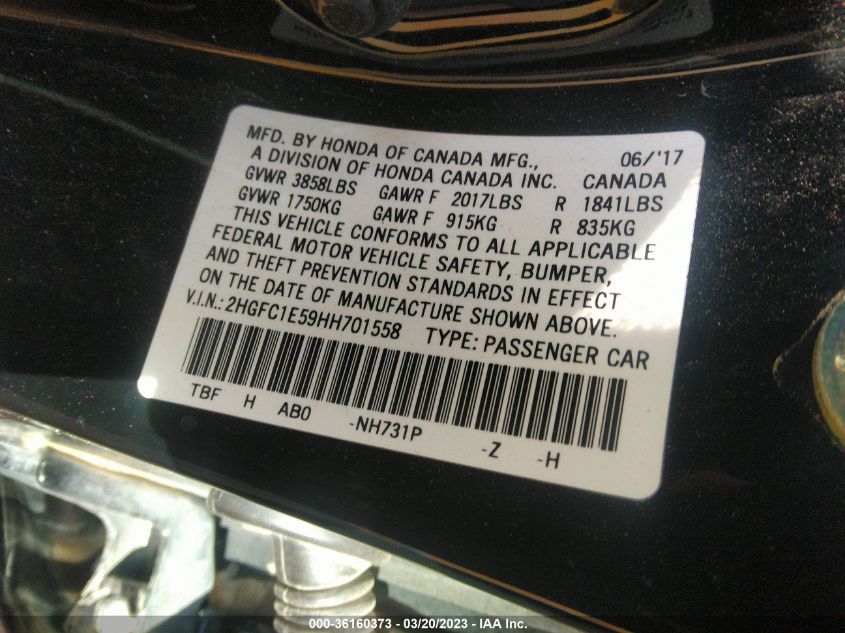 MFD. BY HONDA OF CANADA MFG., 06/'17
A DIVISION OF HONDA CANADA INC. CANADA
GVWR 3858LBS GAWR F 2017LBS R 1841LBS
GVWR 1750KG GAWR F 915KG R 835KG
THIS VEHICLE CONFORMS TO ALL APPLICABLE
FEDERAL MOTOR VEHICLE SAFETY, BUMPER,
AND THEFT PREVENTION STANDARDS IN EFFECT
ON THE DATE OF MANUFACTURE SHOWN ABOVE.
V.I.N.: 2HGFC1E59HH701558 TYPE: PASSENGER CAR
TBF H AB0 -NH731P -Z -H
000-36160373 — 03/20/2023 — IAA Inc.